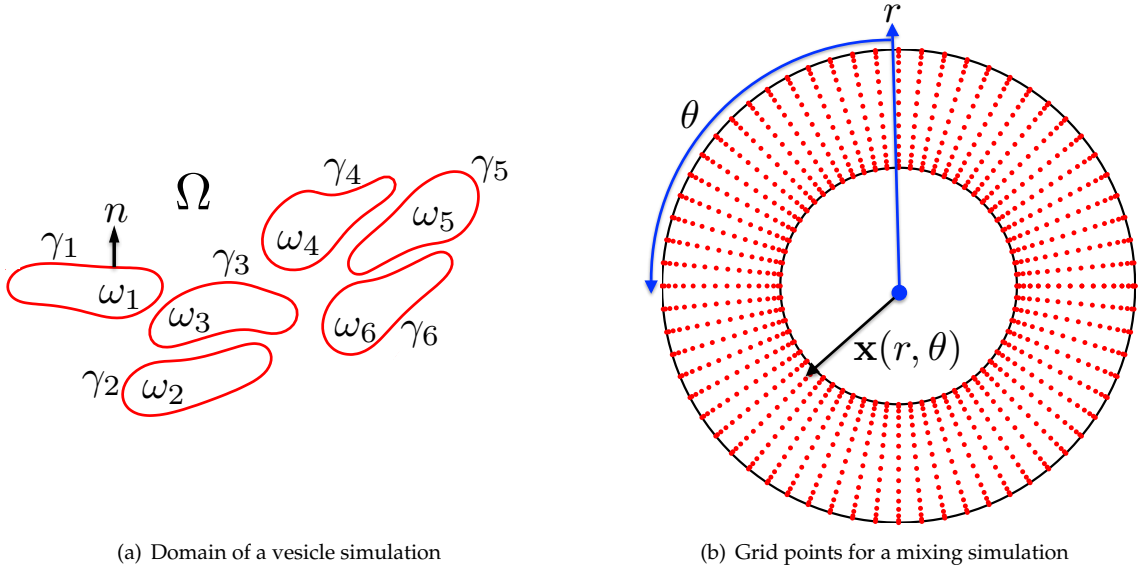 Ω
n
γ1
ω1
γ2
ω2
γ3
ω3
γ4
ω4
γ5
ω5
ω6
γ6
(a) Domain of a vesicle simulation
r
θ
x(r, θ)
(b) Grid points for a mixing simulation